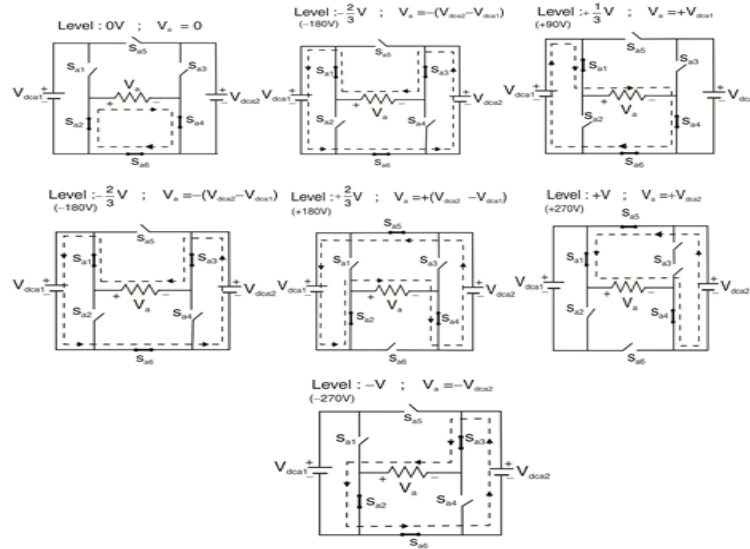 Level : 0V ; Va = 0
Sa5
Sa1
Sa3
Va
+ −
Vdca1
Vdca2
Sa2
Sa4
Sa6
Level : −2/3 V ; Va = −(Vdca2−Vdca1)
(−180V)
Sa5
Sa1
Sa3
Va
+ −
Vdca1
Vdca2
Sa2
Sa4
Sa6
Level : +1/3 V ; Va = +Vdca1
(+90V)
Sa5
Sa1
Sa3
Va
+ −
Vdca1
Vdca2
Sa2
Sa4
Sa6
Level : −2/3 V ; Va = −(Vdca2−Vdca1)
(−180V)
Sa5
Sa1
Sa3
Vdca1
Vdca2
+ −
Va
Sa2
Sa4
Sa6
Level : +2/3 V ; Va = +(Vdca2 −Vdca1)
(+180V)
Sa5
Sa1
Sa3
Vdca1
Vdca2
+ −
Va
Sa2
Sa4
Sa6
Level : +V ; Va = +Vdca2
(+270V)
Sa5
Sa1
Sa3
Vdca1
Vdca2
+ −
Va
Sa2
Sa4
Sa6
Level : −V ; Va = −Vdca2
(−270V)
Sa5
Sa1
Sa3
Vdca1
Vdca2
+ −
Va
Sa2
Sa4
Sa6